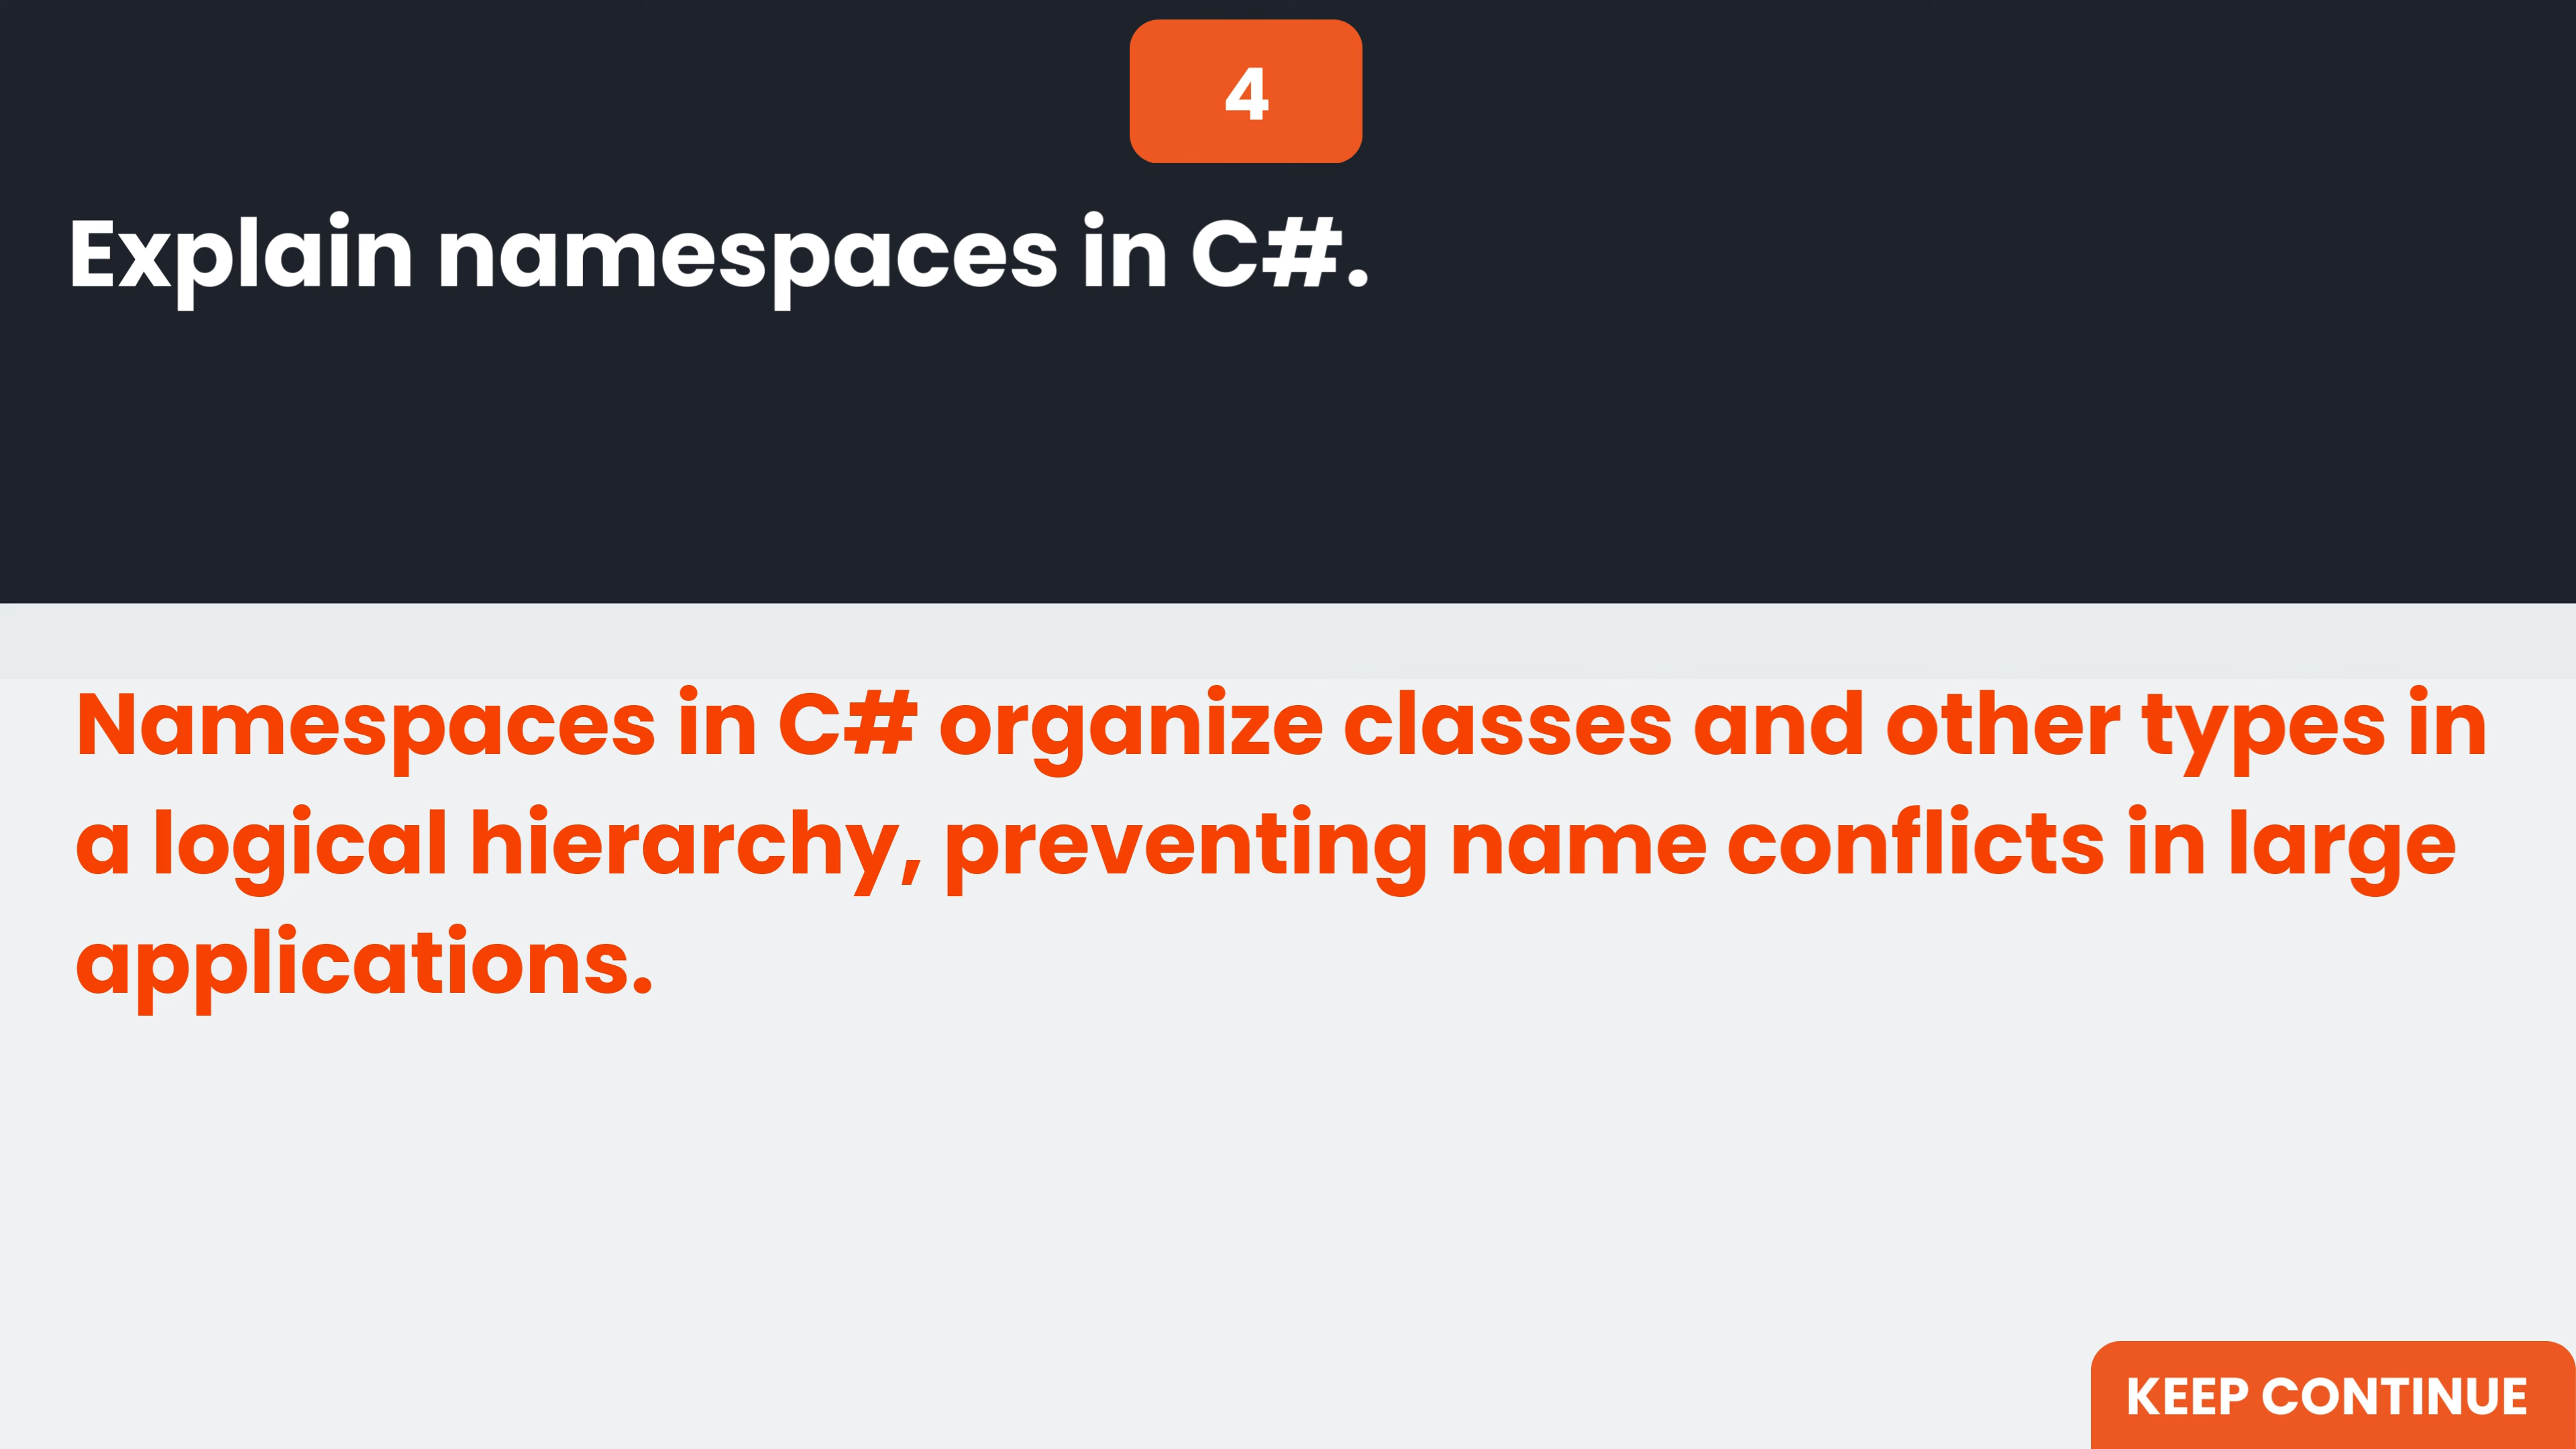 4
Explain namespaces in C#.
Namespaces in C# organize classes and other types in
a logical hierarchy, preventing name conflicts in large
applications.
KEEP CONTINUE